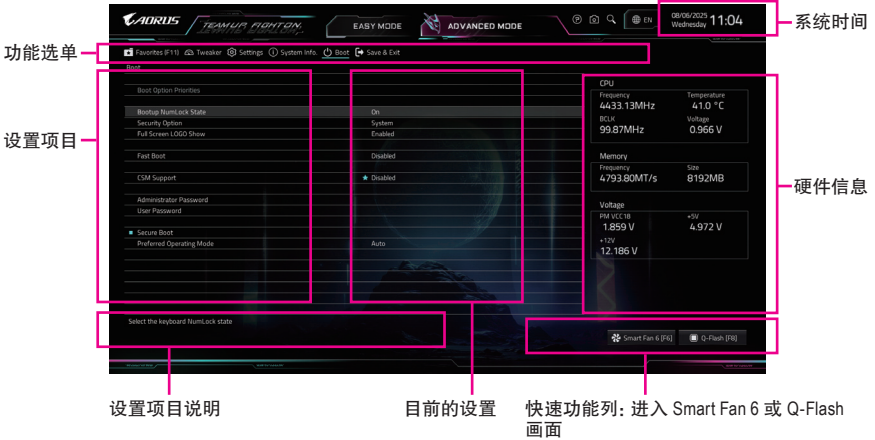 AORUS
TEAM UP. FIGHT ON.
EASY MODE
ADVANCED MODE
EN
08/06/2025
Wednesday
11:04
系统时间
功能选单
Favorites (F11) Tweaker Settings System Info. Boot Save & Exit
Boot
Boot Option Priorities
Bootup NumLock State On
Security Option System
Full Screen LOGO Show Enabled
Fast Boot Disabled
CSM Support ★ Disabled
Administrator Password
User Password
Secure Boot
Preferred Operating Mode Auto
设置项目
CPU
Frequency Temperature
4433.13MHz 41.0 °C
BCLK Voltage
99.87MHz 0.966 V
Memory
Frequency Size
4793.80MT/s 8192MB
Voltage
PM VCC18 +5V
1.859 V 4.972 V
+12V
12.186 V
硬件信息
Select the keyboard NumLock state
Smart Fan 6 [F6] Q-Flash [F8]
设置项目说明
目前的设置
快速功能列: 进入 Smart Fan 6 或 Q-Flash
画面